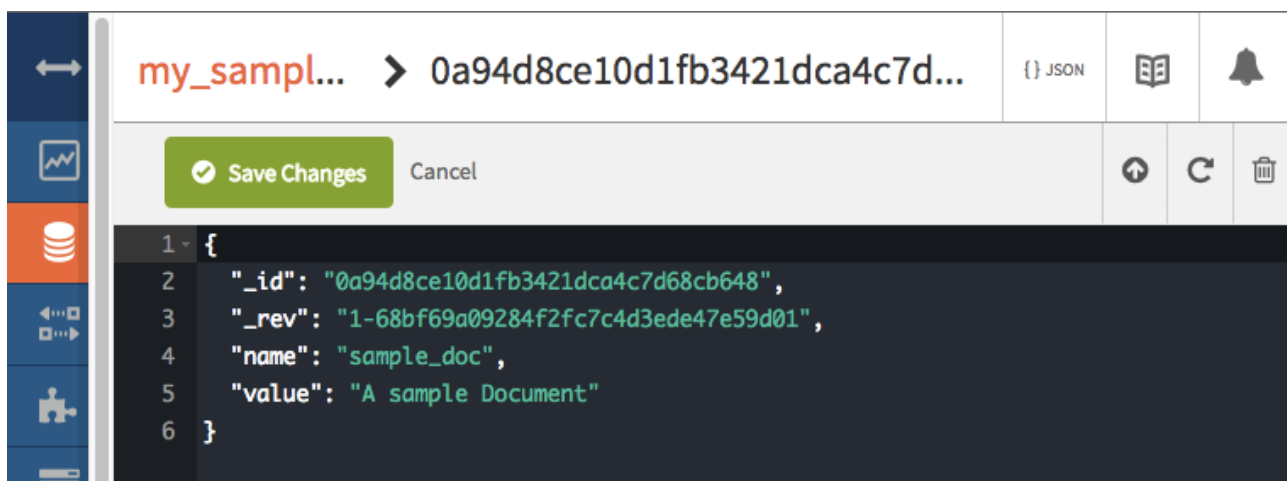 my_sampl... > 0a94d8ce10d1fb3421dca4c7d... {} JSON
Save Changes Cancel
1 {
2 "_id": "0a94d8ce10d1fb3421dca4c7d68cb648",
3 "_rev": "1-68bf69a09284f2fc7c4d3ede47e59d01",
4 "name": "sample_doc",
5 "value": "A sample Document"
6 }